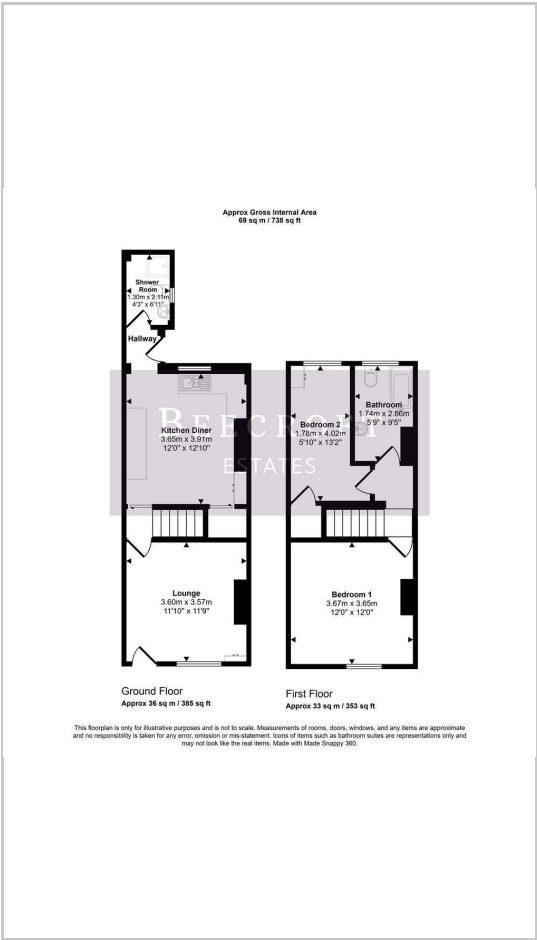 Approx Gross Internal Area
69 sq m / 738 sq ft
Shower
Room
1.30m x 2.11m
4'3" x 6'11"
Hallway
Kitchen Diner
3.65m x 3.91m
12'0" x 12'10"
Bedroom 2
1.78m x 4.02m
5'10" x 13'2"
Bathroom
1.74m x 2.86m
5'9" x 9'5"
BEECROFT
ESTATES
Lounge
3.60m x 3.57m
11'10" x 11'9"
Bedroom 1
3.67m x 3.65m
12'0" x 12'0"
Ground Floor
Approx 36 sq m / 385 sq ft
First Floor
Approx 33 sq m / 353 sq ft
This floorplan is only for illustrative purposes and is not to scale. Measurements of rooms, doors, windows, and any items are approximate
and no responsibility is taken for any error, omission or mis-statement. Icons of items such as bathroom suites are representations only and
may not look like the real items. Made with Made Snappy 360.